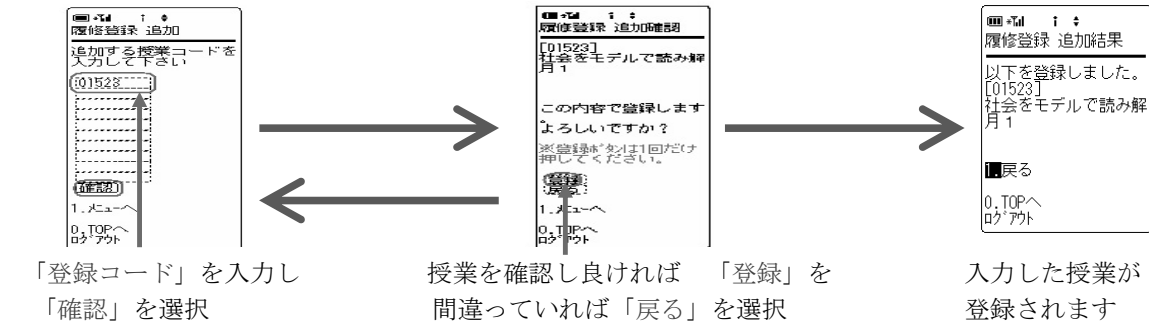 履修登録 追加
追加する授業コードを
入力して下さい
01523
確認
1.メニューへ
0.TOPへ
ログアウト
「登録コード」を入力し
「確認」を選択
履修登録 追加確認
[01523]
社会をモデルで読み解
月1
この内容で登録します
よろしいですか？
※登録ボタンは1回だけ
押してください。
登録
戻る
1.メニューへ
0.TOPへ
ログアウト
授業を確認し良ければ 「登録」を
間違っていれば「戻る」を選択
履修登録 追加結果
以下を登録しました。
[01523]
社会をモデルで読み解
月1
1.戻る
0.TOPへ
ログアウト
入力した授業が
登録されます